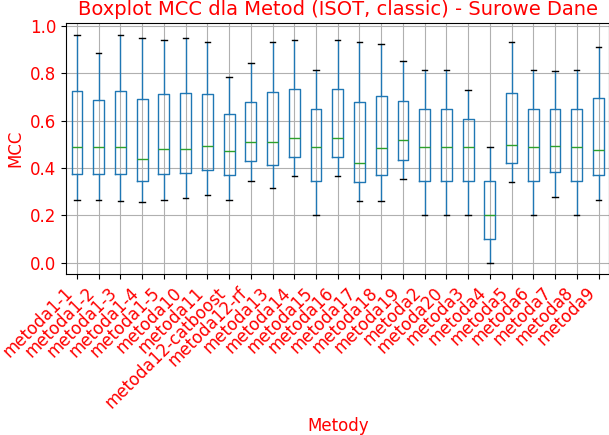 Boxplot MCC dla Metod (ISOT, classic) - Surowe Dane
1.0
0.8
0.6
0.4
0.2
0.0
MCC
metoda1-1
metoda1-2
metoda1-3
metoda1-4
metoda1-5
metoda10
metoda11
metoda12-catboost
metoda12-rf
metoda13
metoda14
metoda15
metoda16
metoda17
metoda18
metoda19
metoda2
metoda20
metoda3
metoda4
metoda5
metoda6
metoda7
metoda8
metoda9
Metody